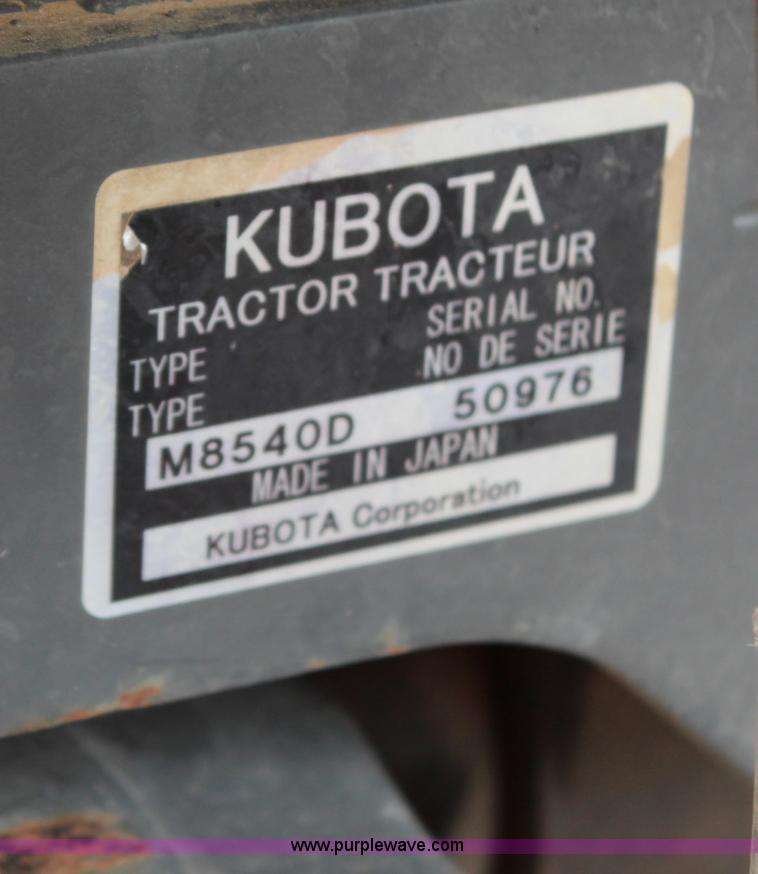 KUBOTA
TRACTOR TRACTEUR
TYPE SERIAL NO.
TYPE NO DE SERIE
M8540D 50976
MADE IN JAPAN
KUBOTA Corporation
www.purplewave.com